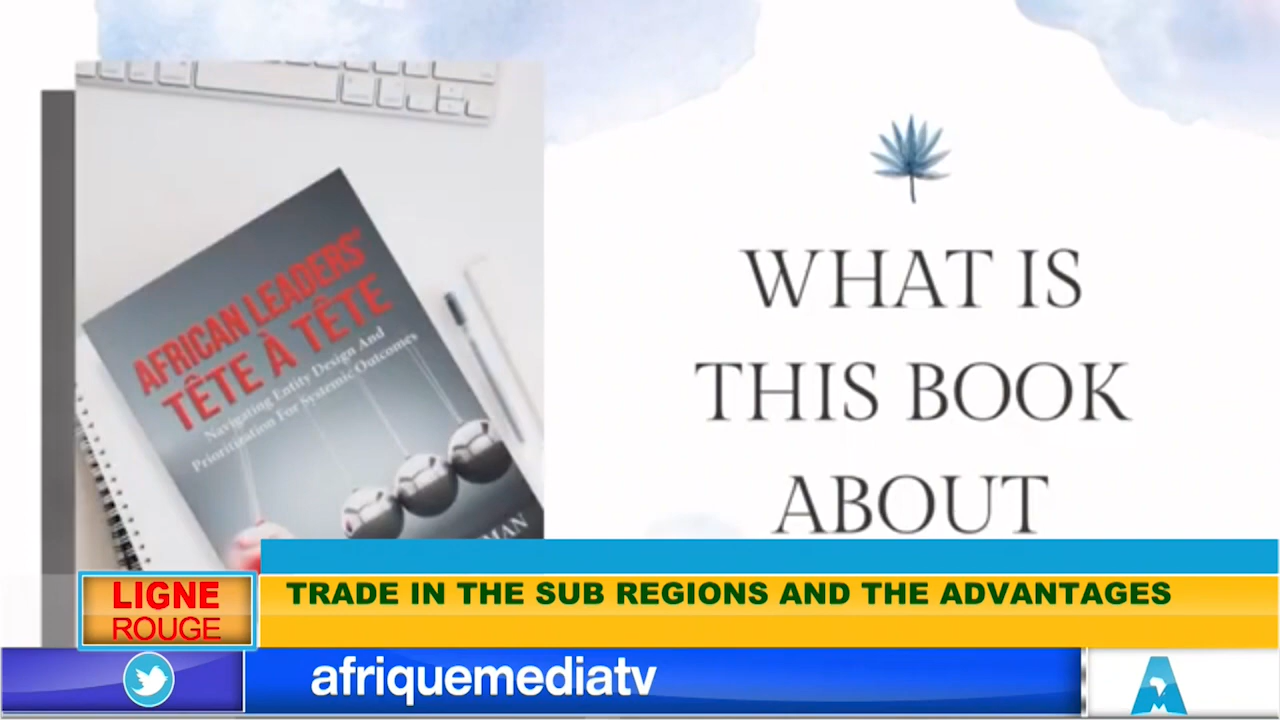 AFRICAN LEADERS'
TÊTE À TÊTE
Navigating Entity Design And
Prioritization For Systemic Outcomes
WHAT IS
THIS BOOK
ABOUT
LIGNE
ROUGE
TRADE IN THE SUB REGIONS AND THE ADVANTAGES
afriquemediatv